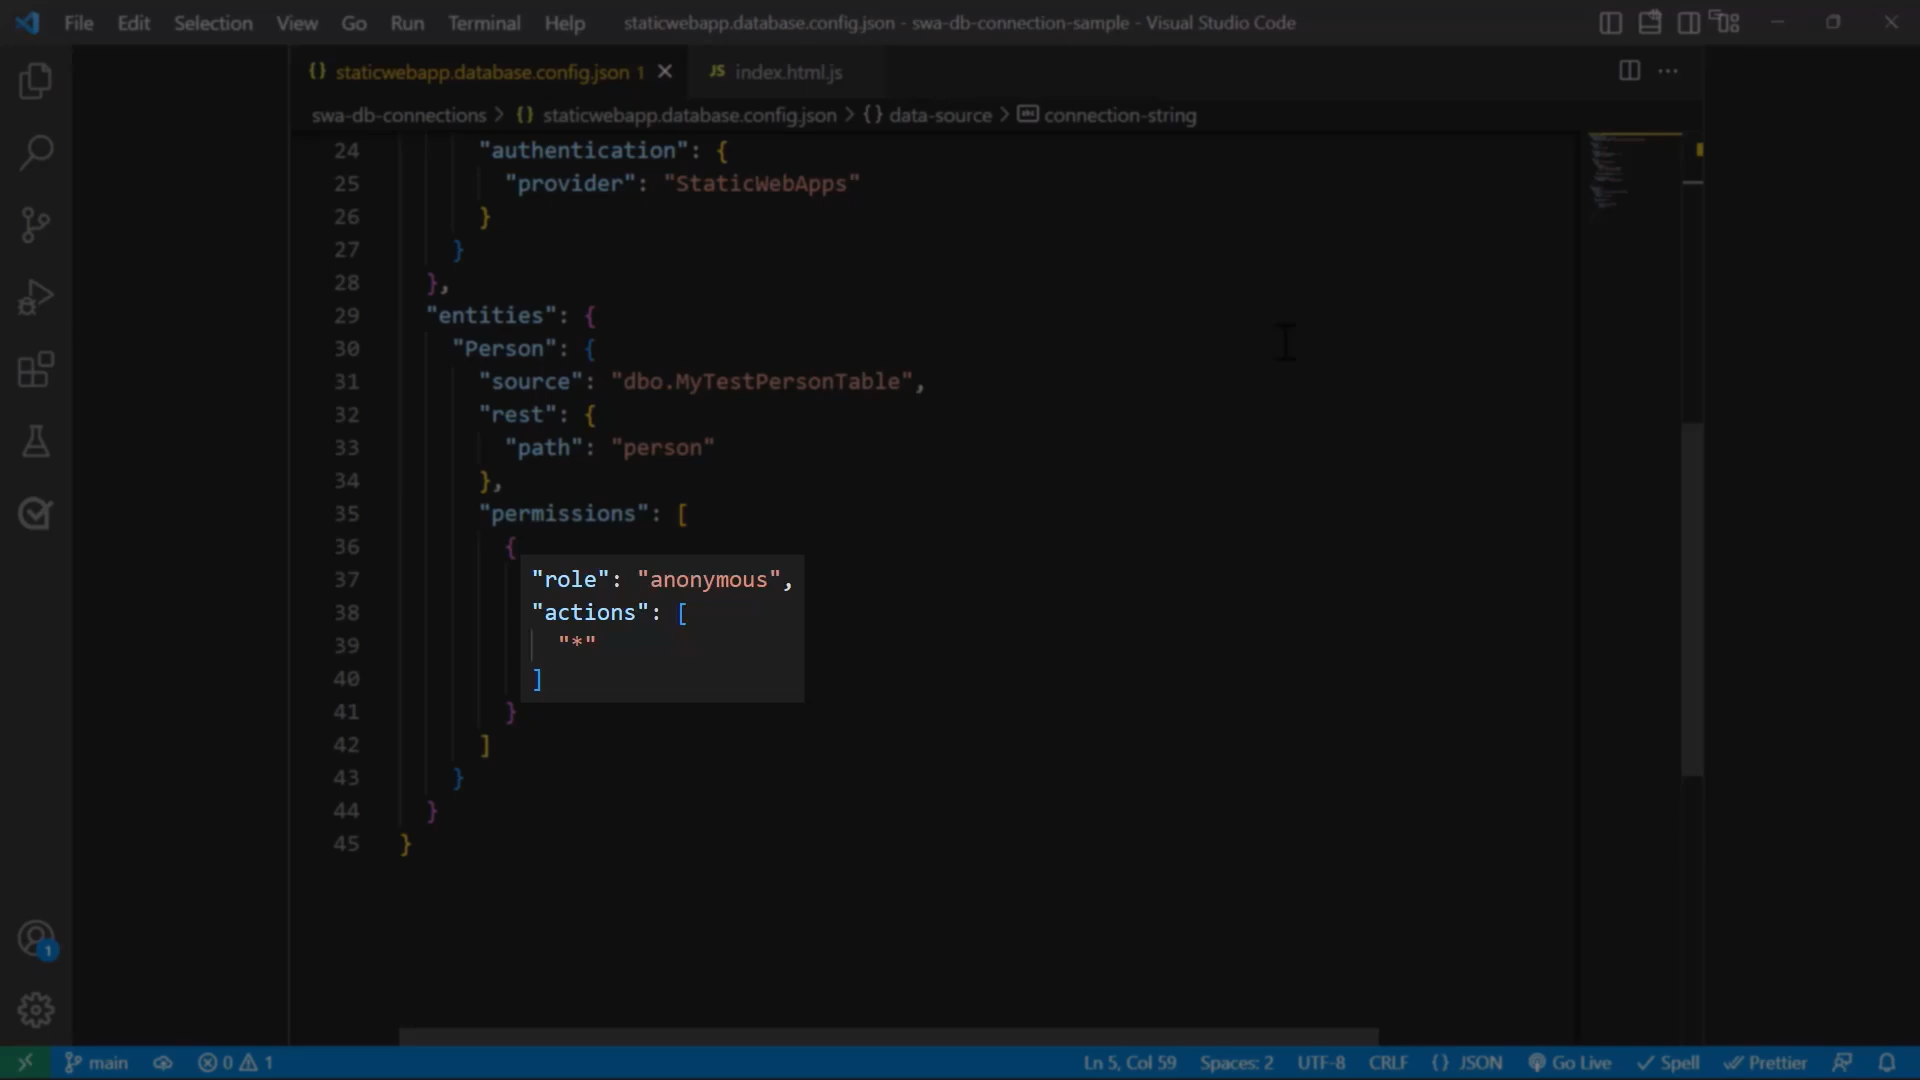 File Edit Selection View Go Run Terminal Help staticwebapp.database.config.json - swa-db-connection-sample - Visual Studio Code
{} staticwebapp.database.config.json 1 JS index.html.js
swa-db-connections > {} staticwebapp.database.config.json > {} data-source > connection-string
24 "authentication": {
25 "provider": "StaticWebApps"
26 }
27 }
28 },
29 "entities": {
30 "Person": {
31 "source": "dbo.MyTestPersonTable",
32 "rest": {
33 "path": "person"
34 },
35 "permissions": [
36 {
37 "role": "anonymous",
38 "actions": [
39 "*"
40 ]
41 }
42 ]
43 }
44 }
45 }
1
main 0 1 Ln 5, Col 59 Spaces: 2 UTF-8 CRLF {} JSON Go Live Spell Prettier